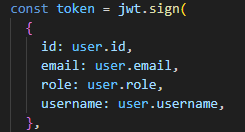 const token = jwt.sign(
{
id: user.id,
email: user.email,
role: user.role,
username: user.username,
},